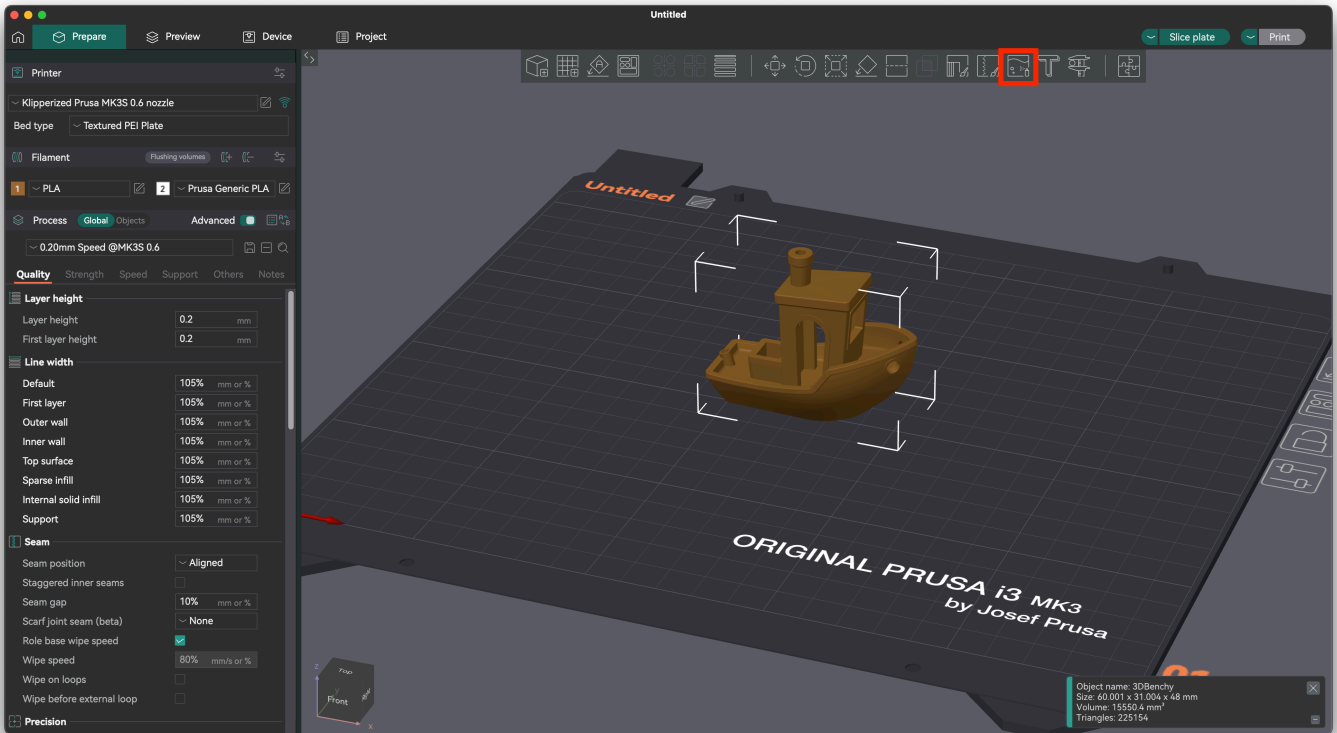 Untitled
Prepare
Preview
Device
Project
Slice plate
Print
Printer
Klipperized Prusa MK3S 0.6 nozzle
Bed type
Textured PEI Plate
Filament
Flushing volumes
1
PLA
2
Prusa Generic PLA
Process
Global
Objects
Advanced
0.20mm Speed @MK3S 0.6
Quality
Strength
Speed
Support
Others
Notes
Layer height
Layer height 0.2 mm
First layer height 0.2 mm
Line width
Default 105% mm or %
First layer 105% mm or %
Outer wall 105% mm or %
Inner wall 105% mm or %
Top surface 105% mm or %
Sparse infill 105% mm or %
Internal solid infill 105% mm or %
Support 105% mm or %
Seam
Seam position Aligned
Staggered inner seams
Seam gap 10% mm or %
Scarf joint seam (beta) None
Role base wipe speed
Wipe speed 80% mm/s or %
Wipe on loops
Wipe before external loop
Precision
Untitled
ORIGINAL PRUSA i3 MK3
by Josef Prusa
Top
Front
z
y
x
Object name: 3DBenchy
Size: 60.001 x 31.004 x 48 mm
Volume: 15550.4 mm³
Triangles: 225154